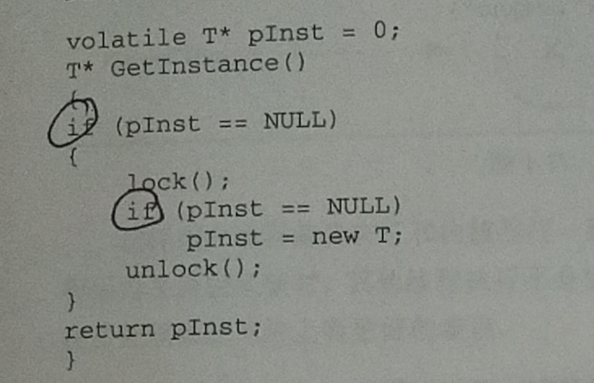 volatile T* pInst = 0;
T* GetInstance()
{
if (pInst == NULL)
{
lock();
if (pInst == NULL)
pInst = new T;
unlock();
}
return pInst;
}